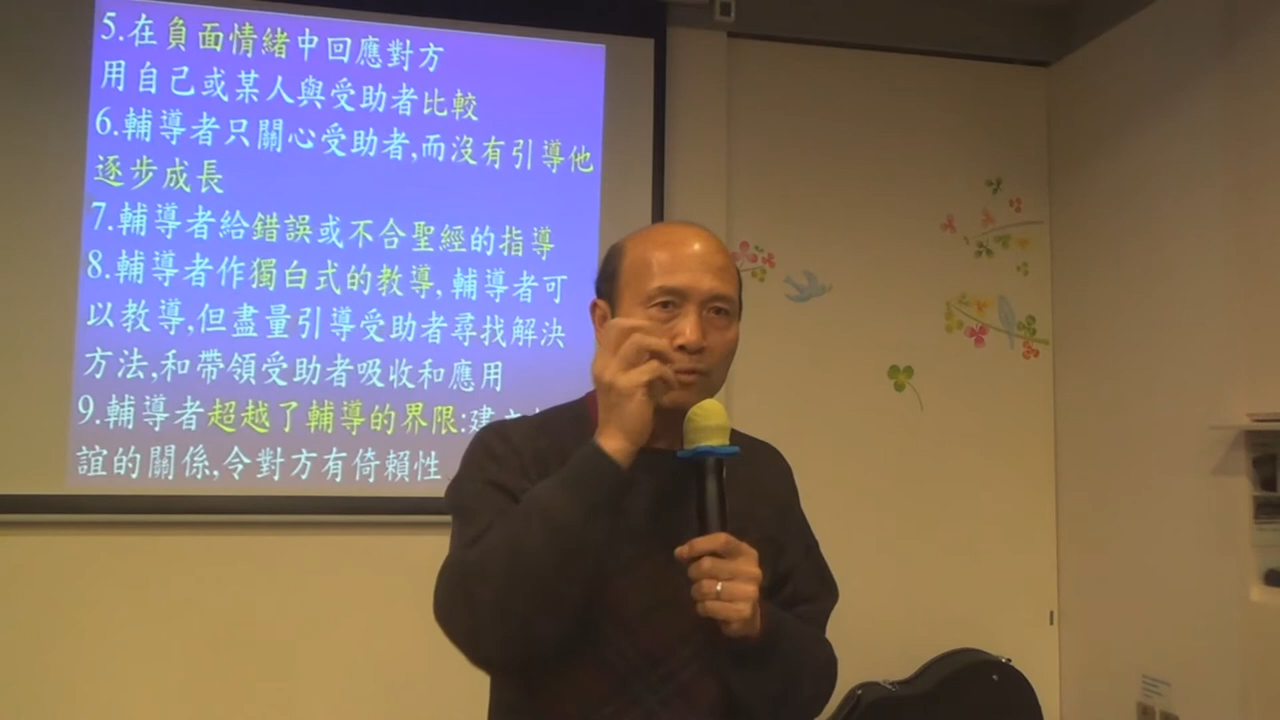 5.在負面情緒中回應對方
用自己或某人與受助者比較
6.輔導者只關心受助者,而沒有引導他
逐步成長
7.輔導者給錯誤或不合聖經的指導
8.輔導者作獨白式的教導, 輔導者可
以教導,但盡量引導受助者尋找解決
方法,和帶領受助者吸收和應用
9.輔導者超越了輔導的界限:建
誼的關係,令對方有倚賴性